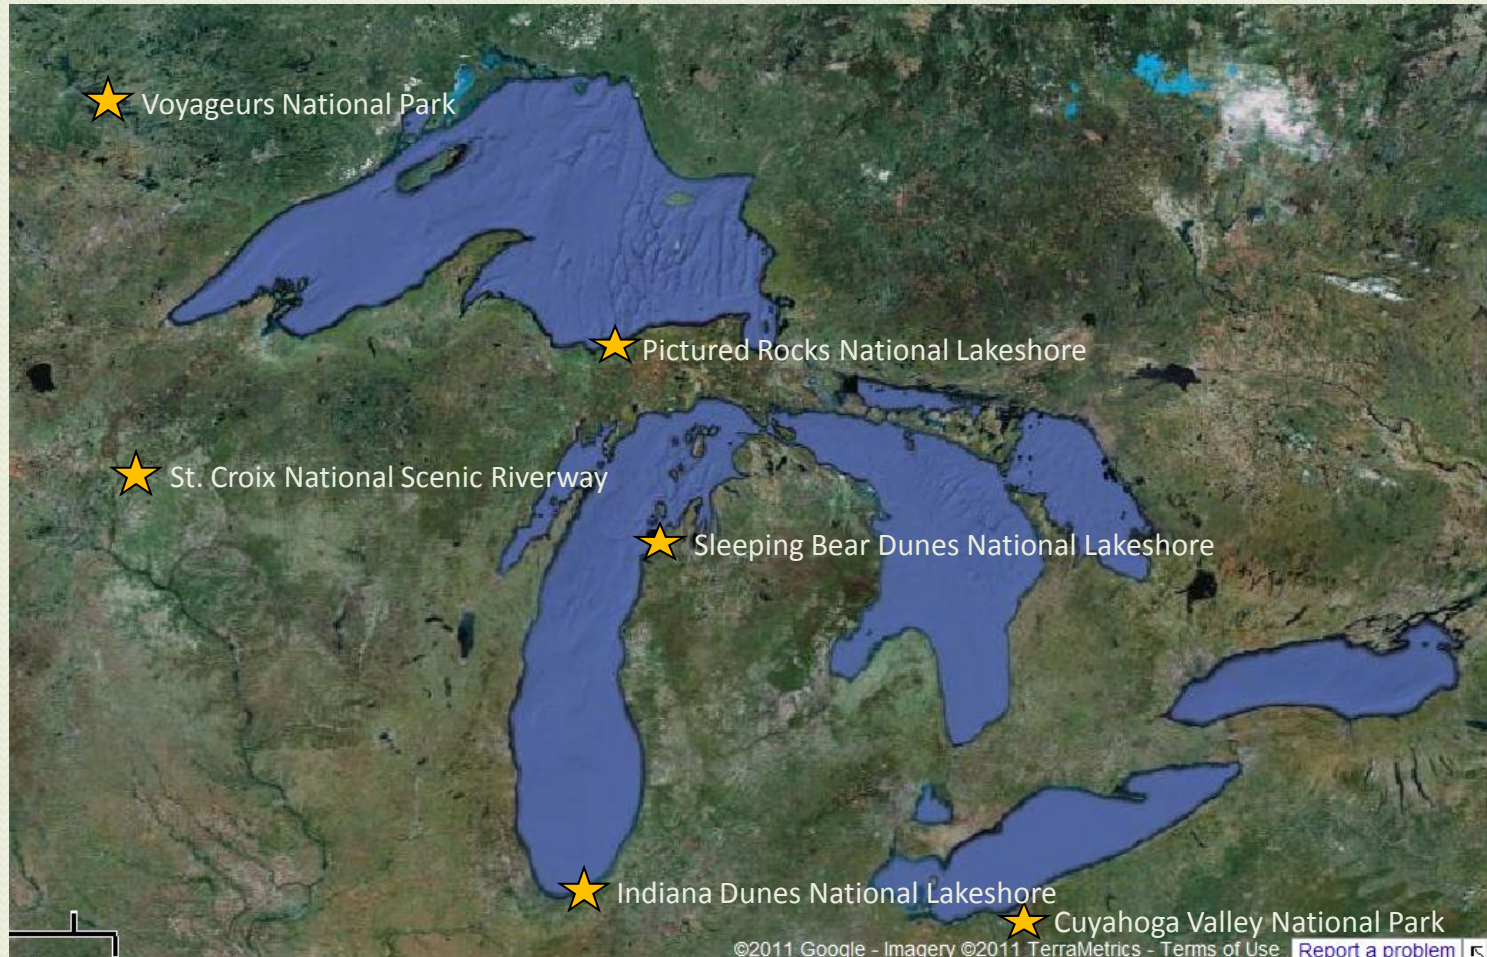 Voyageurs National Park
Pictured Rocks National Lakeshore
St. Croix National Scenic Riverway
Sleeping Bear Dunes National Lakeshore
Indiana Dunes National Lakeshore
Cuyahoga Valley National Park
©2011 Google - Imagery ©2011 TerraMetrics - Terms of Use Report a problem